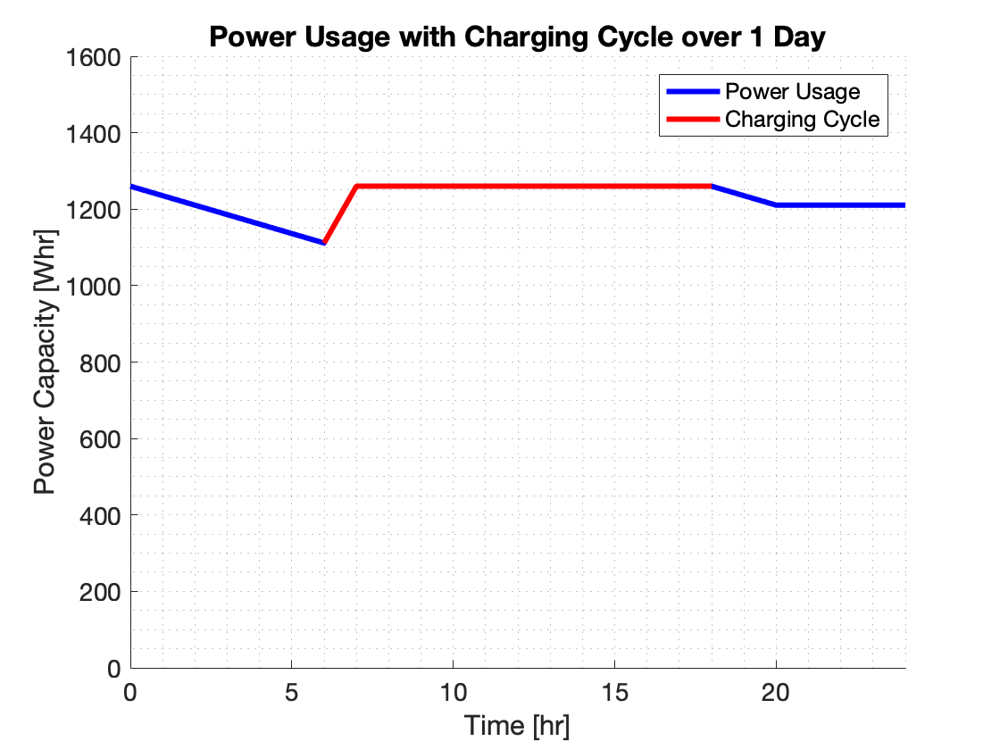 Power Usage with Charging Cycle over 1 Day
Power Usage
Charging Cycle
Power Capacity [Whr]
1600
1400
1200
1000
800
600
400
200
0
0 5 10 15 20
Time [hr]